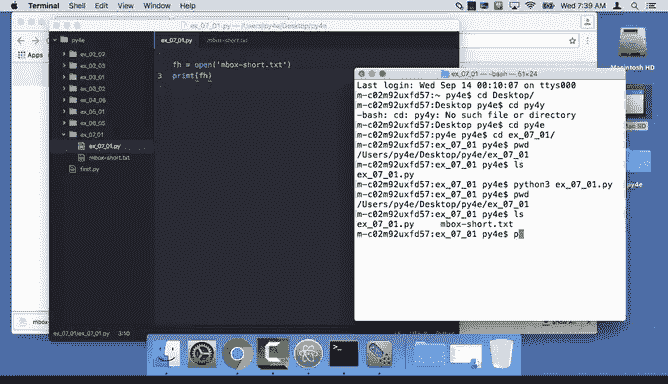 Terminal Shell Edit View Window Help
Wed 7:39 AM
ex_07_01.py
mbox-short.txt
py4e
ex_02_03
ex_03_01
ex_05_01
ex_07_01
ex_07_01.py
mbox-short.txt
first.py
fh = open('mbox-short.txt')
3 print(fh)
ex_07_01/ex_07_01.py 3:10
Macintosh HD
py4e
ex_07_01 — -bash — 51×24
Last login: Wed Sep 14 00:10:07 on ttys000
m-c02m92uxfd57:~ py4e$ cd Desktop/
m-c02m92uxfd57:Desktop py4e$ cd py4y
-bash: cd: py4y: No such file or directory
m-c02m92uxfd57:Desktop py4e$ cd py4e
m-c02m92uxfd57:py4e py4e$ cd ex_07_01/
m-c02m92uxfd57:ex_07_01 py4e$ pwd
/Users/py4e/Desktop/py4e/ex_07_01
m-c02m92uxfd57:ex_07_01 py4e$ ls
ex_07_01.py
m-c02m92uxfd57:ex_07_01 py4e$ python3 ex_07_01.py
m-c02m92uxfd57:ex_07_01 py4e$ pwd
/Users/py4e/Desktop/py4e/ex_07_01
m-c02m92uxfd57:ex_07_01 py4e$ ls
ex_07_01.py mbox-short.txt
m-c02m92uxfd57:ex_07_01 py4e$ p